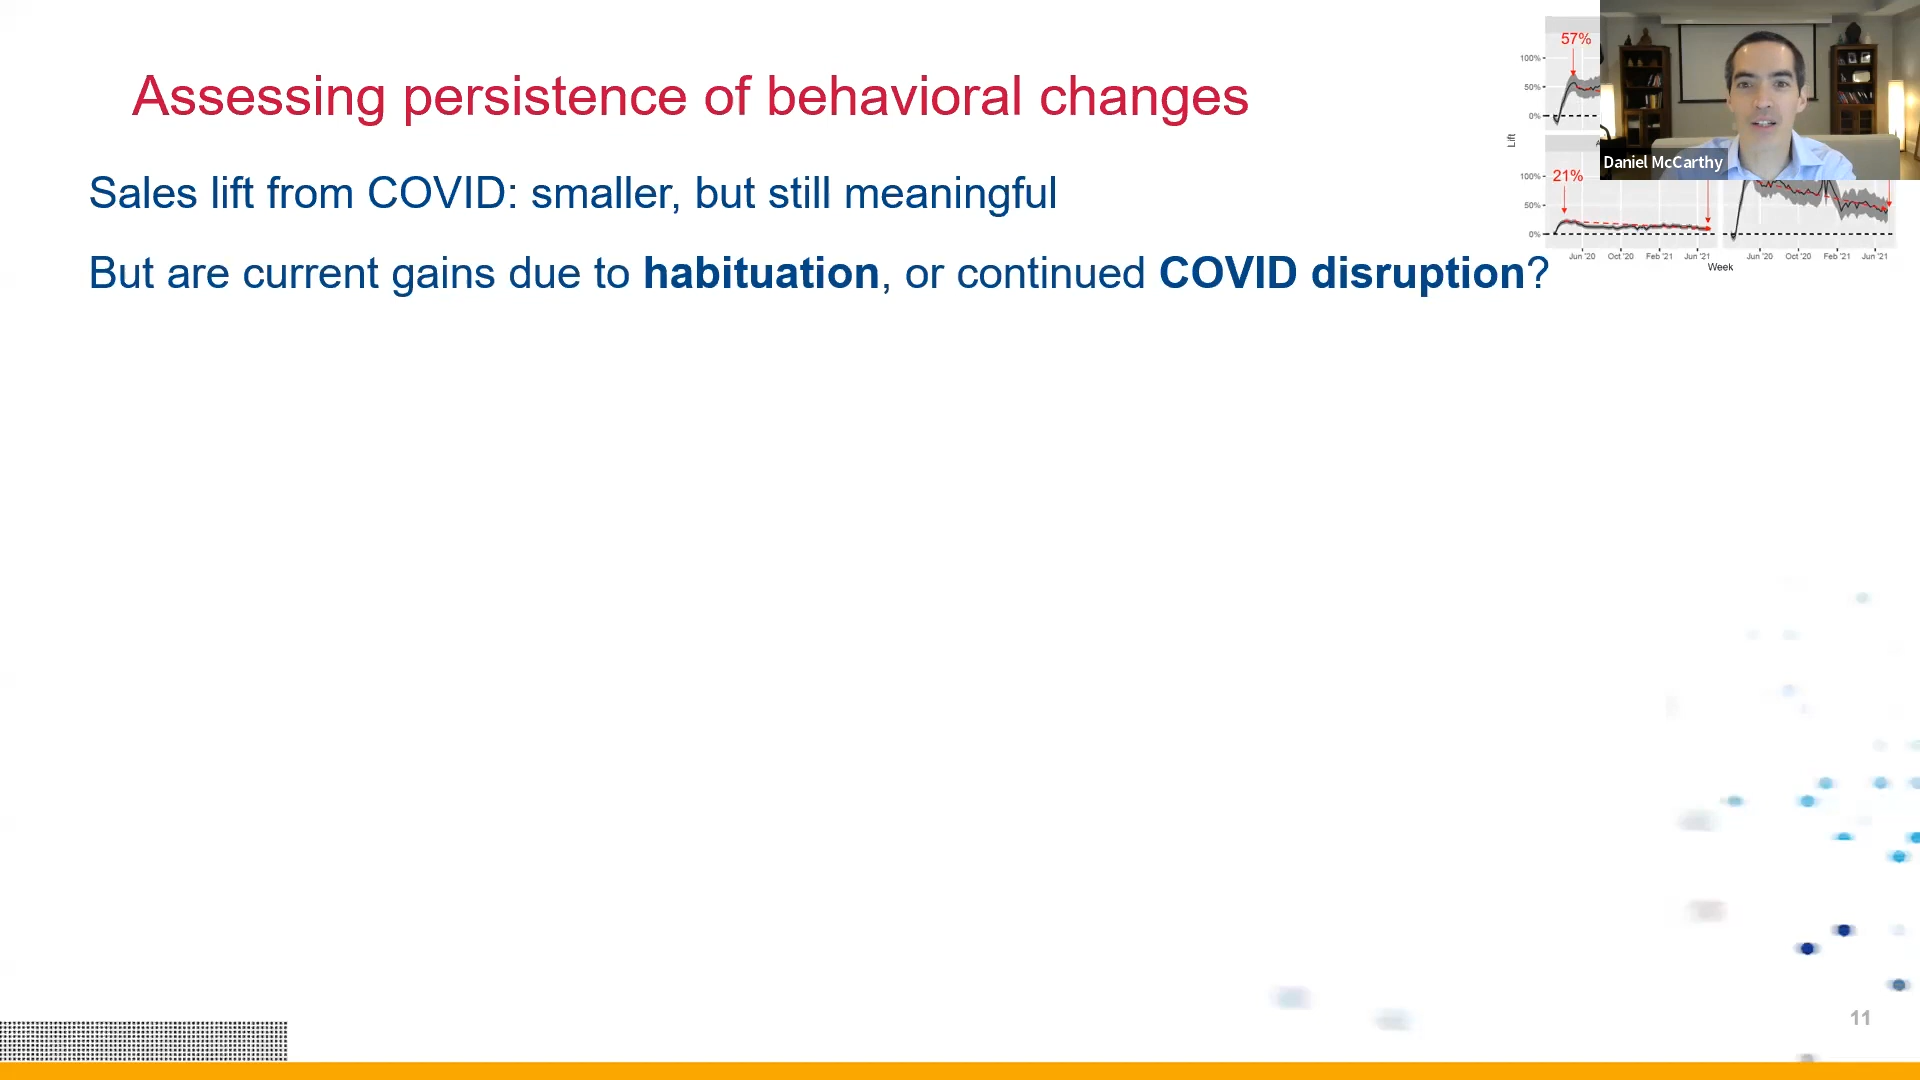 Assessing persistence of behavioral changes
Sales lift from COVID: smaller, but still meaningful
But are current gains due to habituation, or continued COVID disruption?
57%
100%
50%
0%
Lift
21%
100%
50%
0%
Jun '20 Oct '20 Feb '21 Jun '21 Jun '20 Oct '20 Feb '21 Jun '21
Week
Daniel McCarthy
11